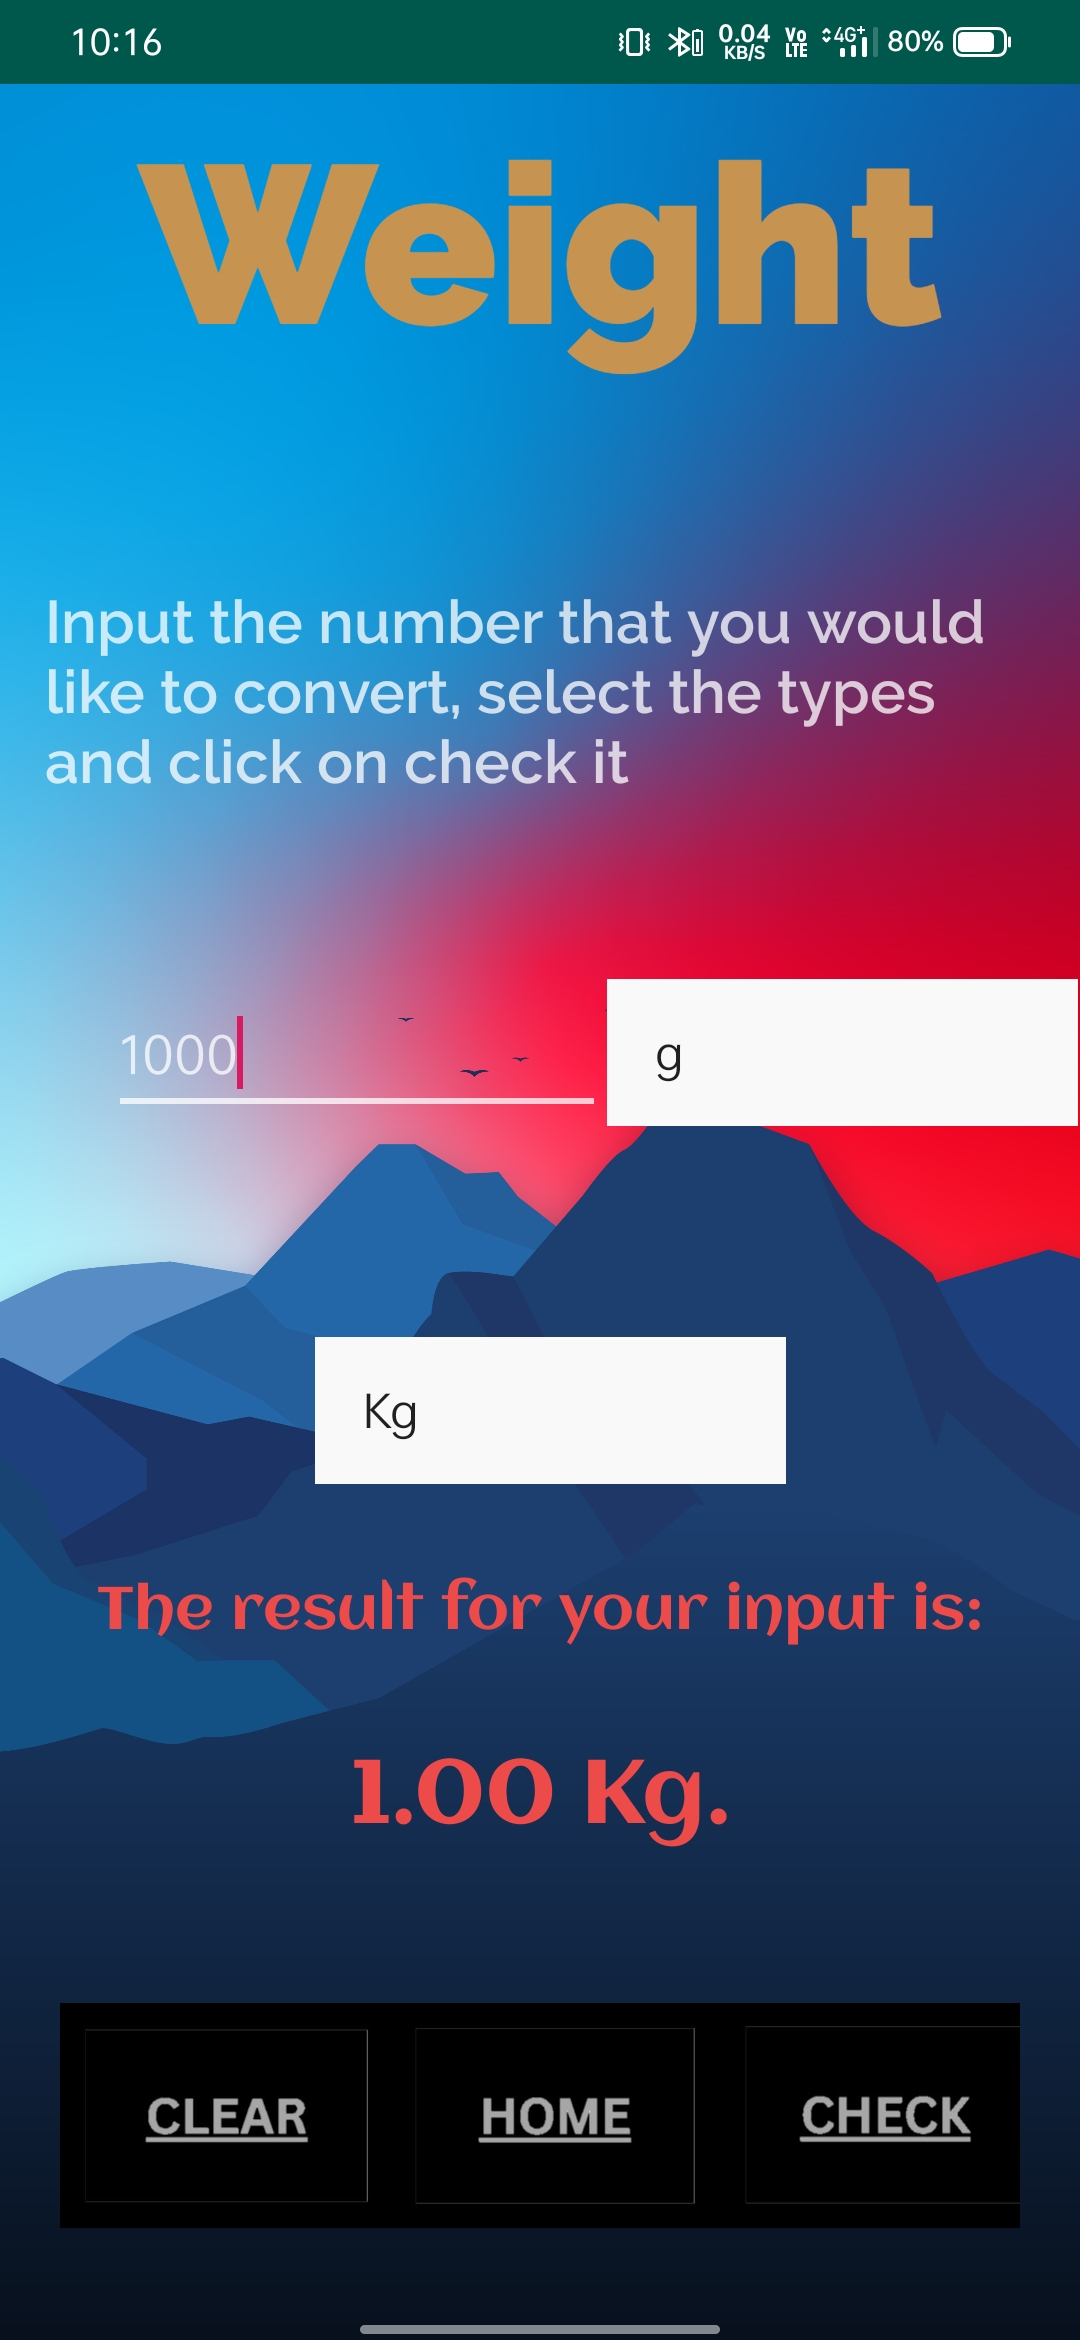 10:16 0.04 KB/S Vo LTE 4G+ 80%
Weight
Input the number that you would
like to convert, select the types
and click on check it
1000 g
Kg
The result for your input is:
1.00 Kg.
CLEAR HOME CHECK